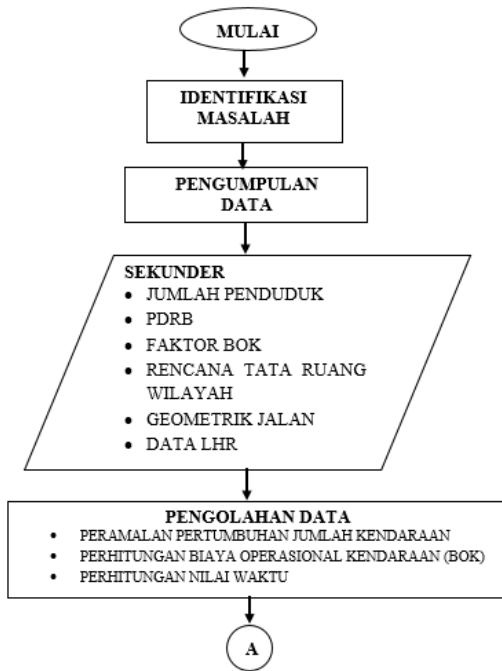 MULAI
IDENTIFIKASI
MASALAH
PENGUMPULAN
DATA
SEKUNDER
• JUMLAH PENDUDUK
• PDRB
• FAKTOR BOK
• RENCANA TATA RUANG
WILAYAH
• GEOMETRIK JALAN
• DATA LHR
PENGOLAHAN DATA
• PERAMALAN PERTUMBUHAN JUMLAH KENDARAAN
• PERHITUNGAN BIAYA OPERASIONAL KENDARAAN (BOK)
• PERHITUNGAN NILAI WAKTU
A